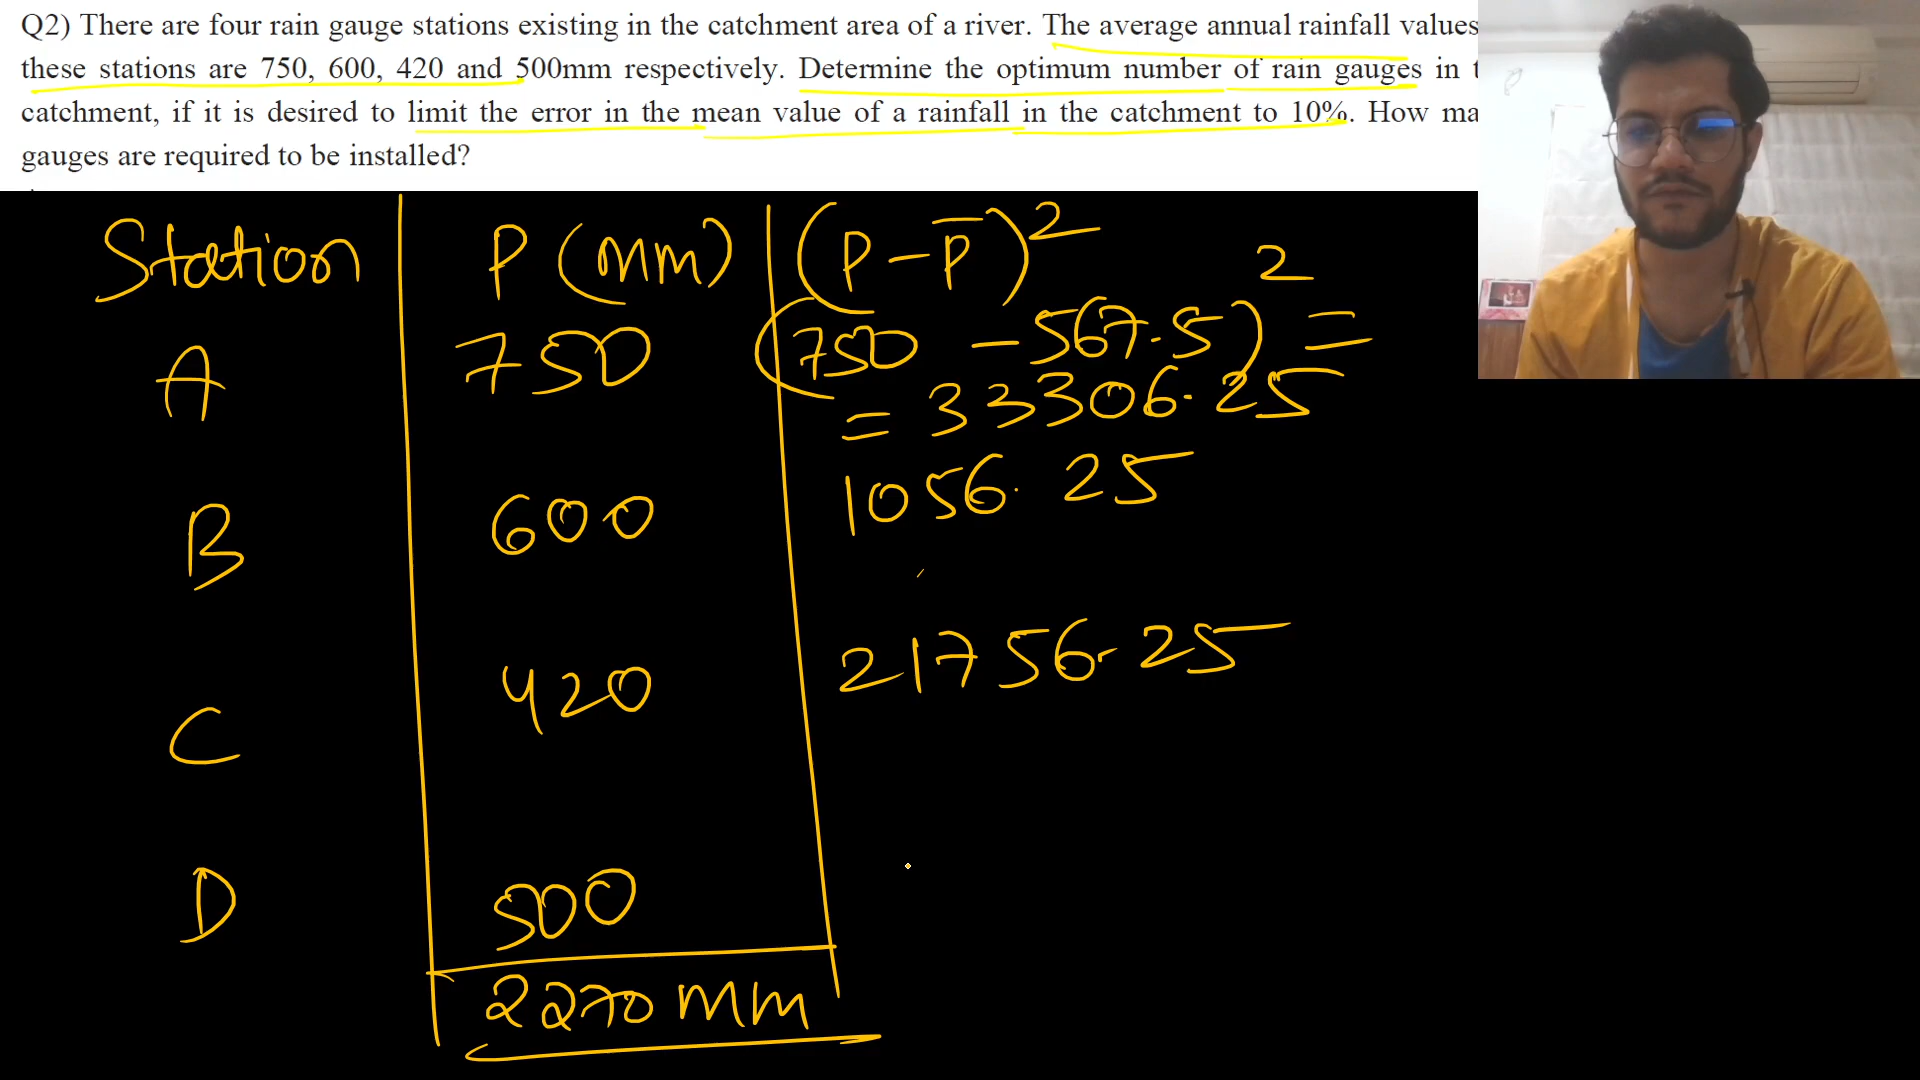 Q2) There are four rain gauge stations existing in the catchment area of a river. The average annual rainfall values
these stations are 750, 600, 420 and 500mm respectively. Determine the optimum number of rain gauges in t
catchment, if it is desired to limit the error in the mean value of a rainfall in the catchment to 10%. How ma
gauges are required to be installed?
Station P (mm) (P-P̅)²
A 750 (750 - 567.5)² =
= 33306.25
B 600 1056.25
C 420 21756.25
D 500
2270 mm